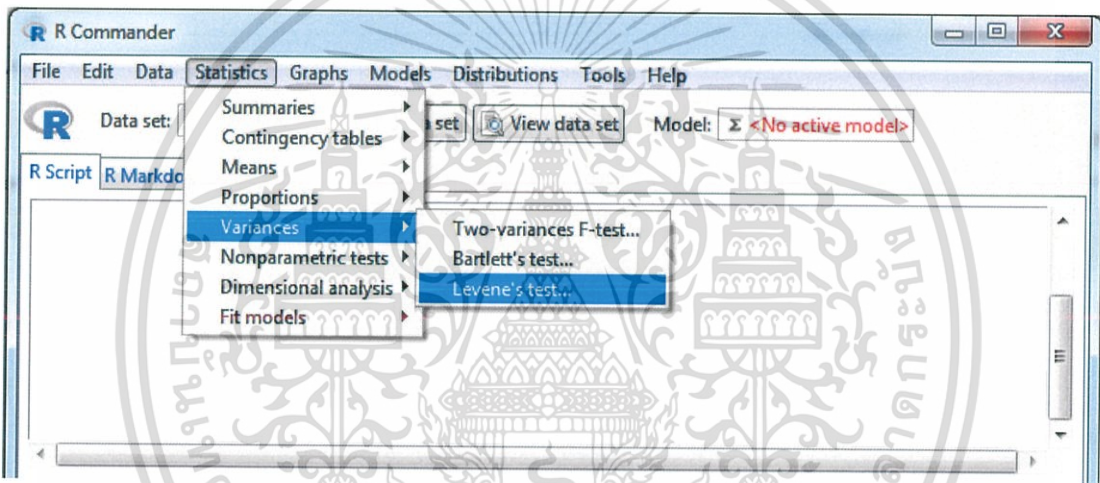 R R Commander
File Edit Data Statistics Graphs Models Distributions Tools Help
R Data set: set View data set Model: Σ <No active model>
R Script R Markdo
Summaries
Contingency tables
Means
Proportions
Variances
Nonparametric tests
Dimensional analysis
Fit models
Two-variances F-test...
Bartlett's test...
Levene's test...